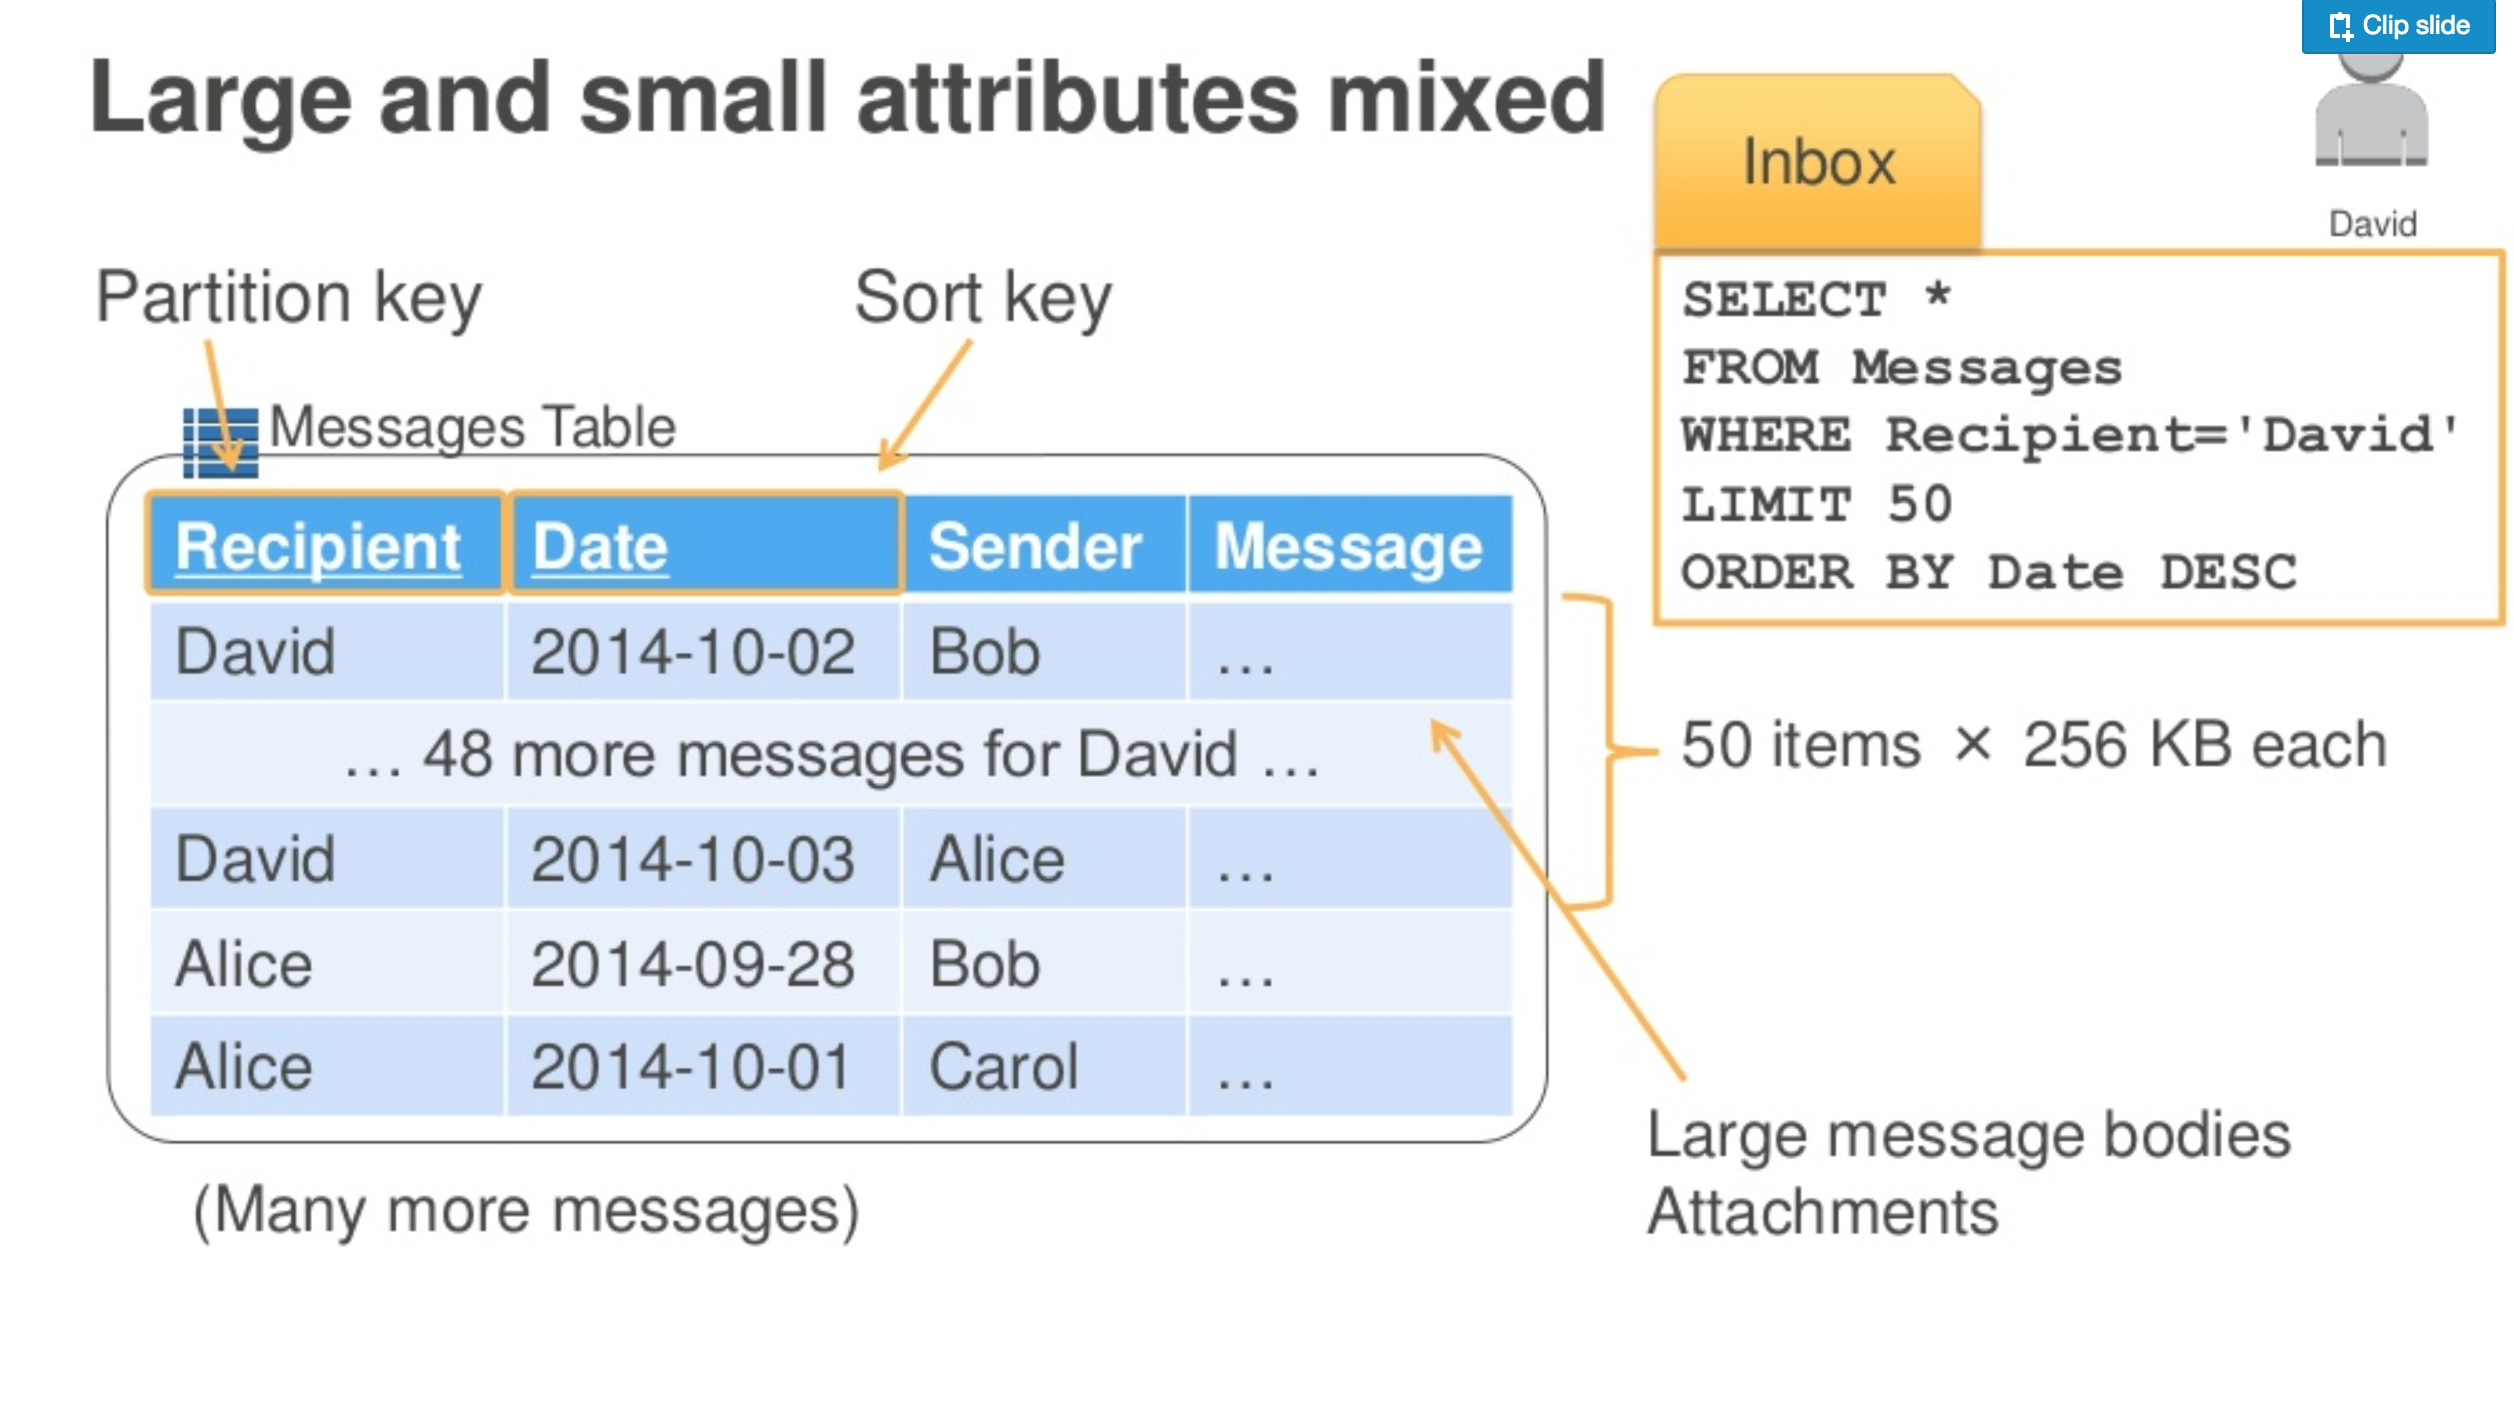 Clip slide
Large and small attributes mixed
Inbox
David
Partition key
Sort key
Messages Table
SELECT *
FROM Messages
WHERE Recipient='David'
LIMIT 50
ORDER BY Date DESC
Recipient Date Sender Message
David 2014-10-02 Bob ...
... 48 more messages for David ...
David 2014-10-03 Alice ...
Alice 2014-09-28 Bob ...
Alice 2014-10-01 Carol ...
50 items × 256 KB each
Large message bodies
Attachments
(Many more messages)